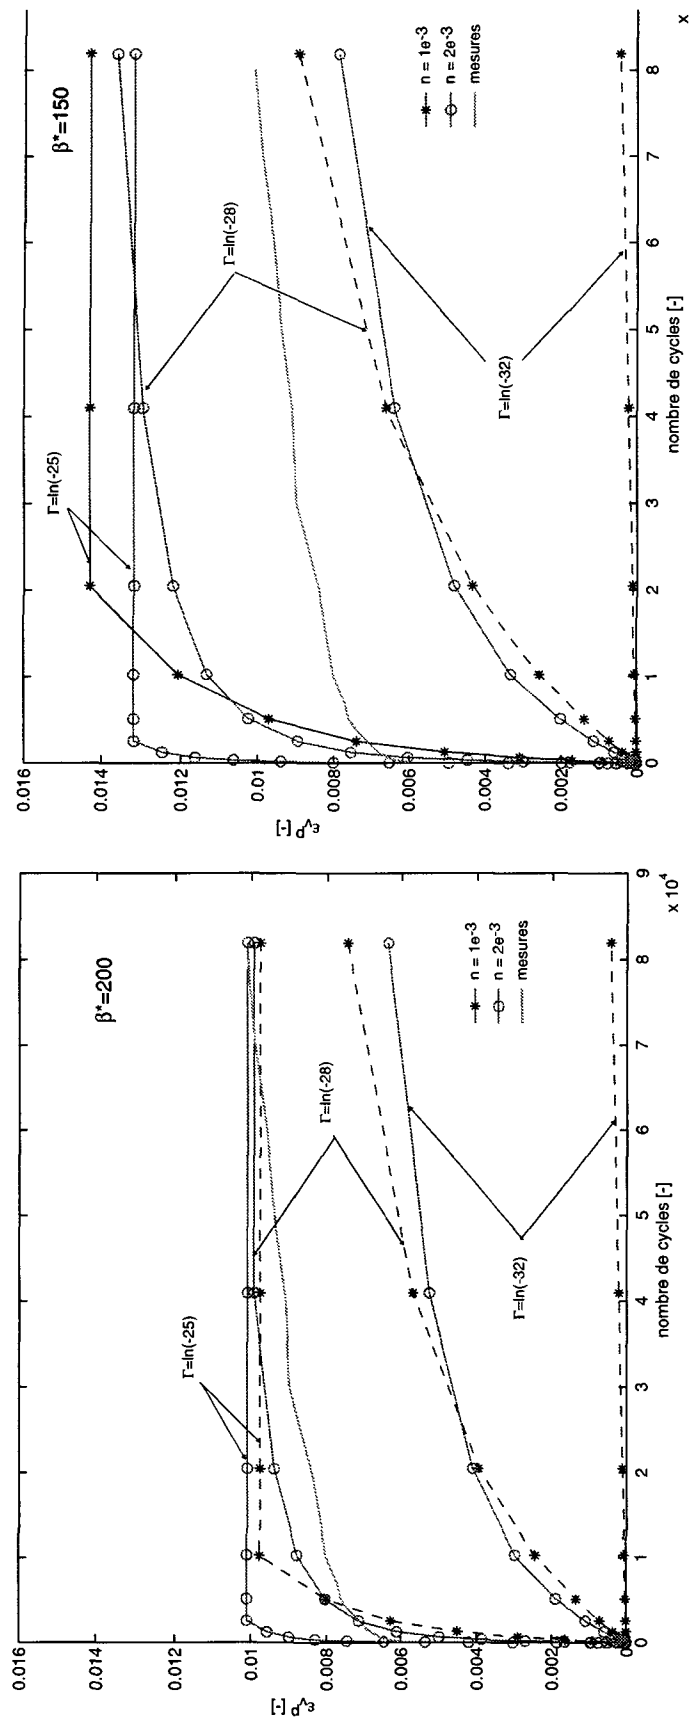 β*=200
0.016
0.014
0.012
0.01
0.008
0.006
0.004
0.002
0
εᵥᵖ [-]
Γ=ln(-25)
Γ=ln(-28)
Γ=ln(-32)
n = 1e⁻³
n = 2e⁻³
mesures
0 1 2 3 4 5 6 7 8 9
x 10⁴
nombre de cycles [-]
β*=150
0.016
0.014
0.012
0.01
0.008
0.006
0.004
0.002
0
εᵥᵖ [-]
Γ=ln(-25)
Γ=ln(-28)
Γ=ln(-32)
n = 1e⁻³
n = 2e⁻³
mesures
0 1 2 3 4 5 6 7 8
x
nombre de cycles [-]